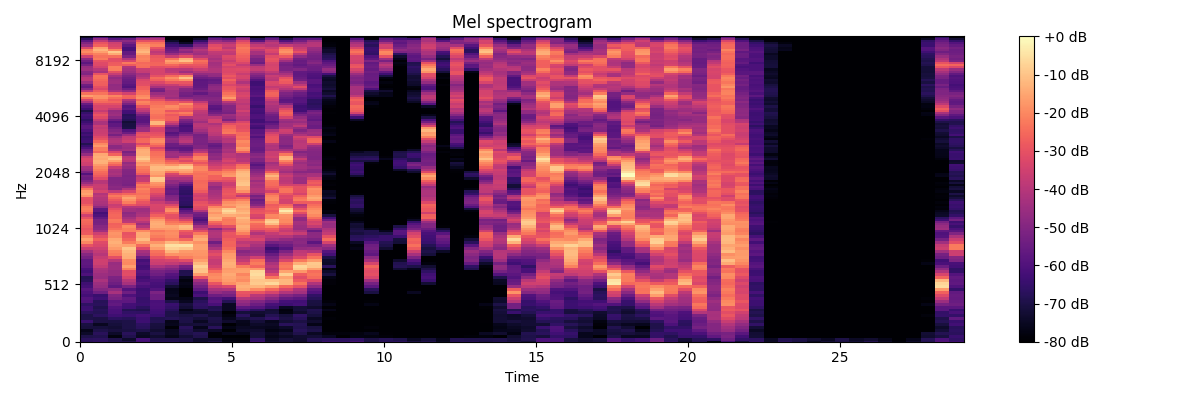 Mel spectrogram
Hz
8192
4096
2048
1024
512
0
0 5 10 15 20 25
Time
+0 dB
-10 dB
-20 dB
-30 dB
-40 dB
-50 dB
-60 dB
-70 dB
-80 dB